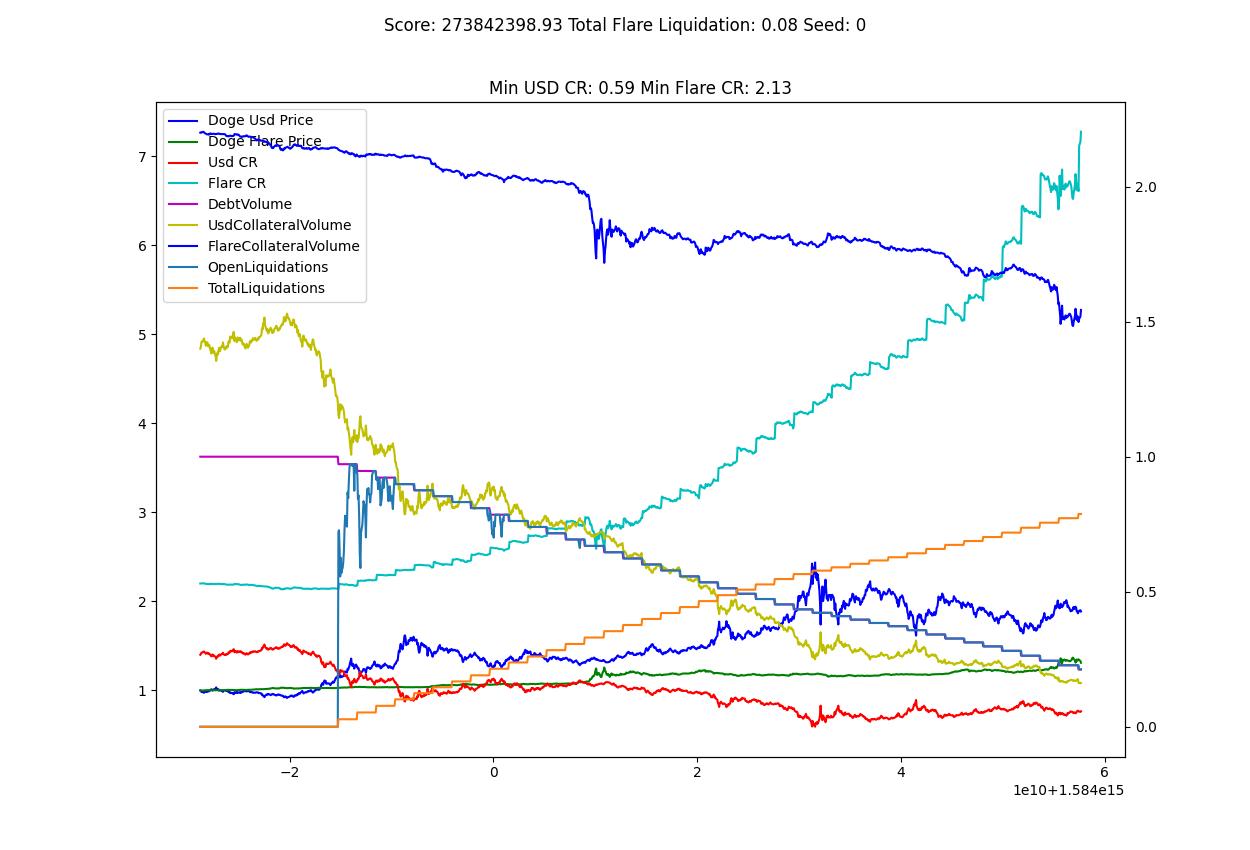 Score: 273842398.93 Total Flare Liquidation: 0.08 Seed: 0
Min USD CR: 0.59 Min Flare CR: 2.13
Doge Usd Price
Doge Flare Price
Usd CR
Flare CR
DebtVolume
UsdCollateralVolume
FlareCollateralVolume
OpenLiquidations
TotalLiquidations
7
6
5
4
3
2
1
2.0
1.5
1.0
0.5
0.0
−2 0 2 4 6
1e10+1.584e15